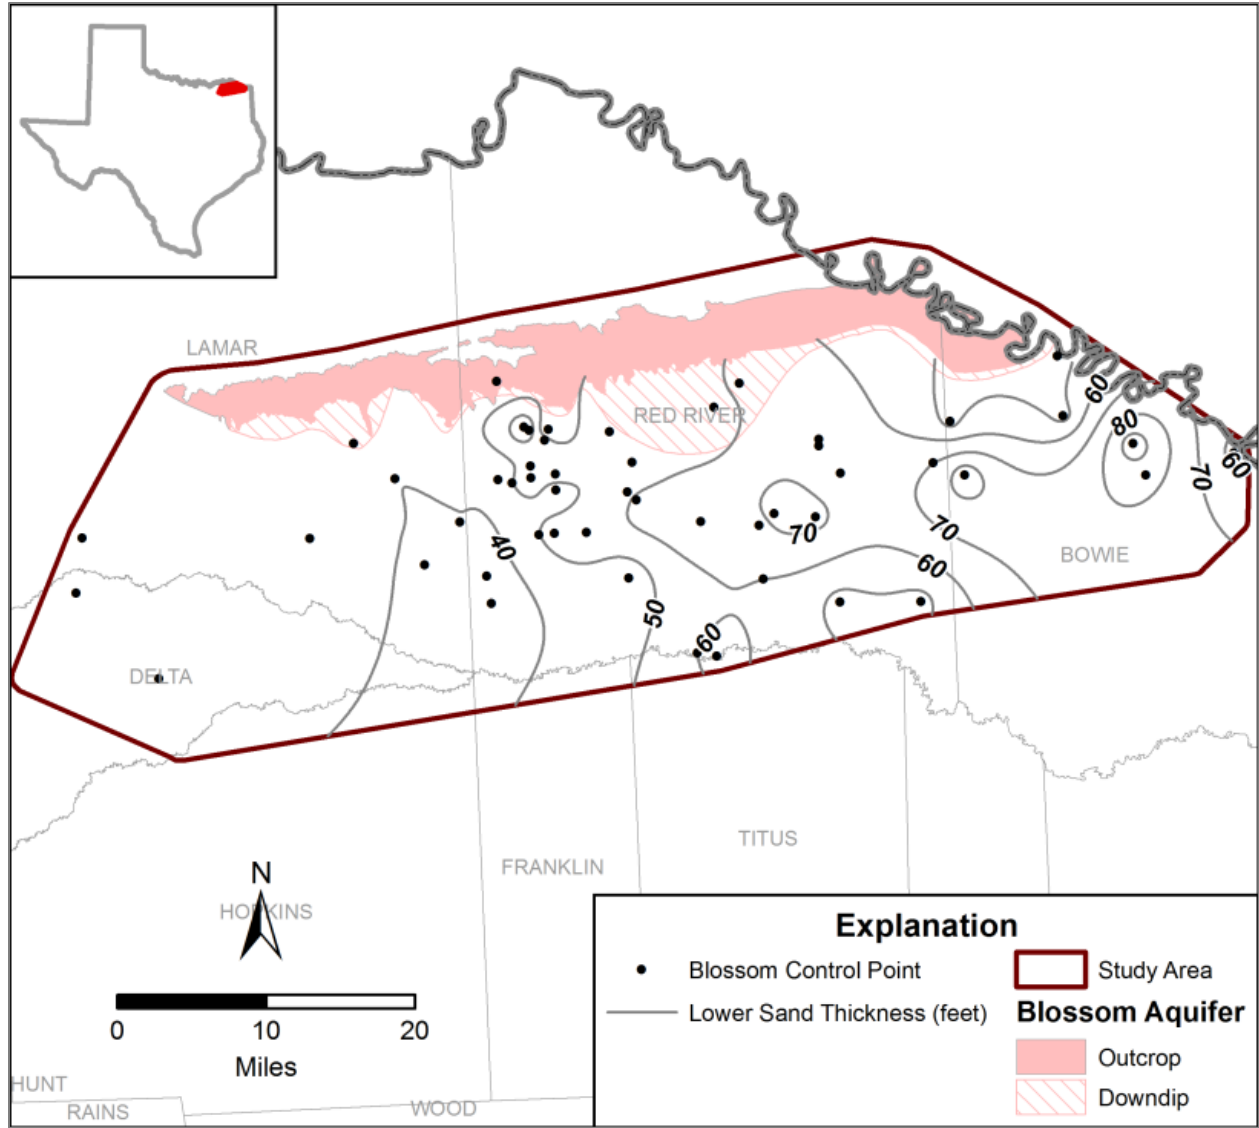 LAMAR
RED RIVER
60
80
60
70
70
70
BOWIE
40
60
50
60
DELTA
TITUS
FRANKLIN
N
HOPKINS
0 10 20
Miles
HUNT
RAINS
WOOD
Explanation
Blossom Control Point
Lower Sand Thickness (feet)
Study Area
Blossom Aquifer
Outcrop
Downdip